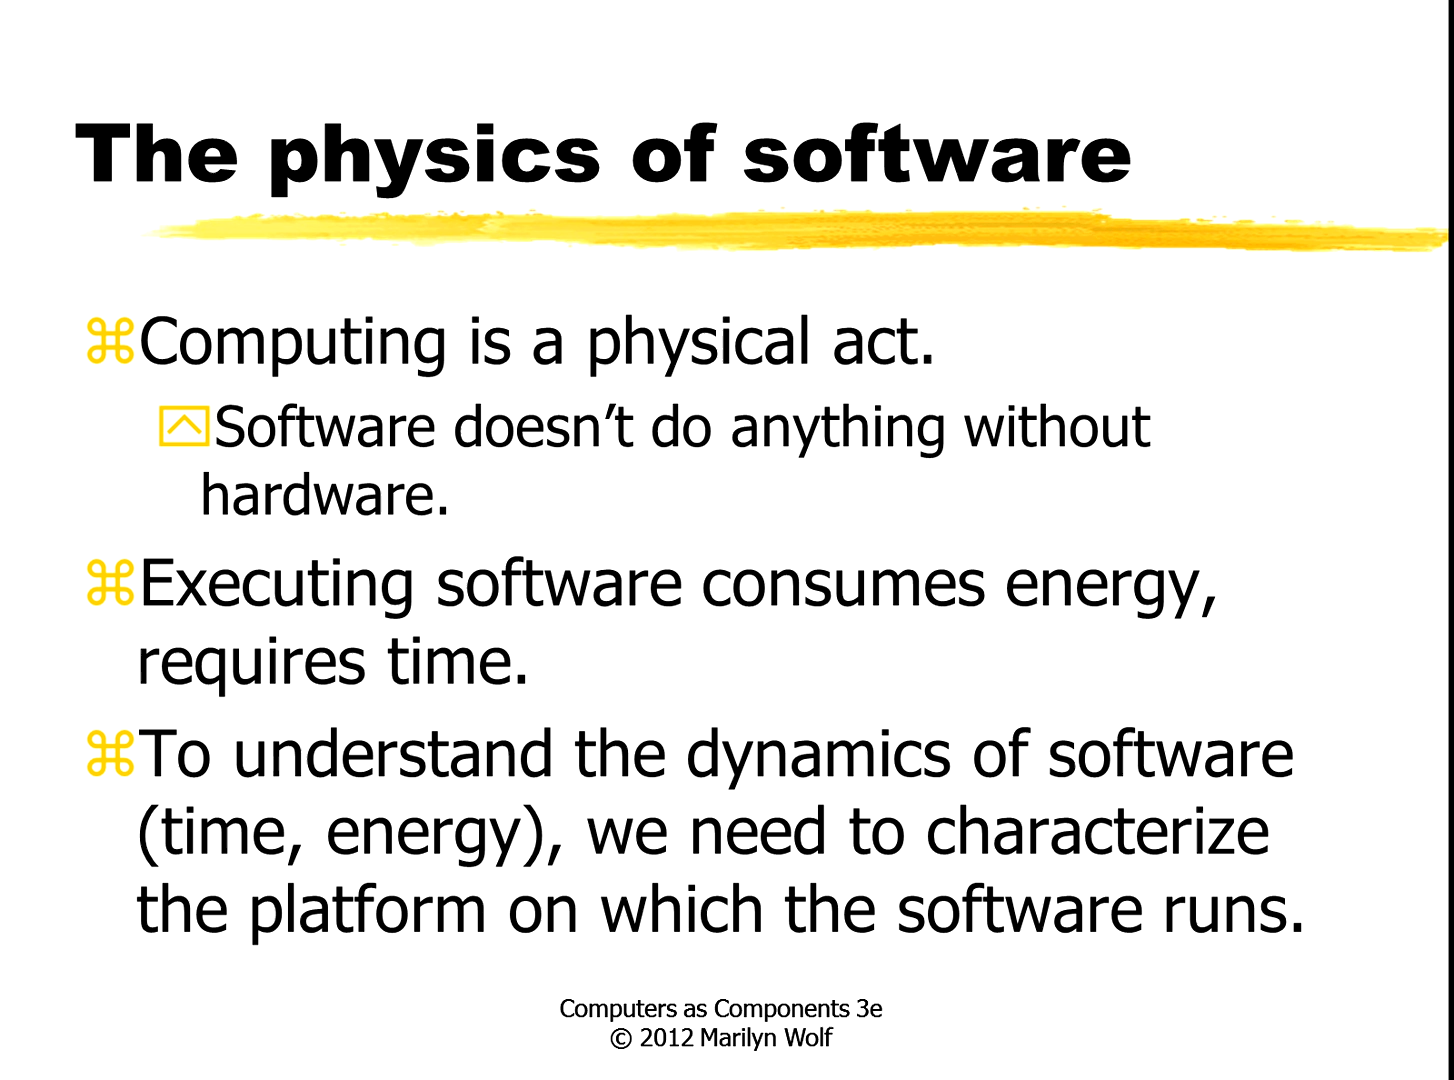 The physics of software
⌘Computing is a physical act.
Software doesn’t do anything without
hardware.
⌘Executing software consumes energy,
requires time.
⌘To understand the dynamics of software
(time, energy), we need to characterize
the platform on which the software runs.
Computers as Components 3e
© 2012 Marilyn Wolf